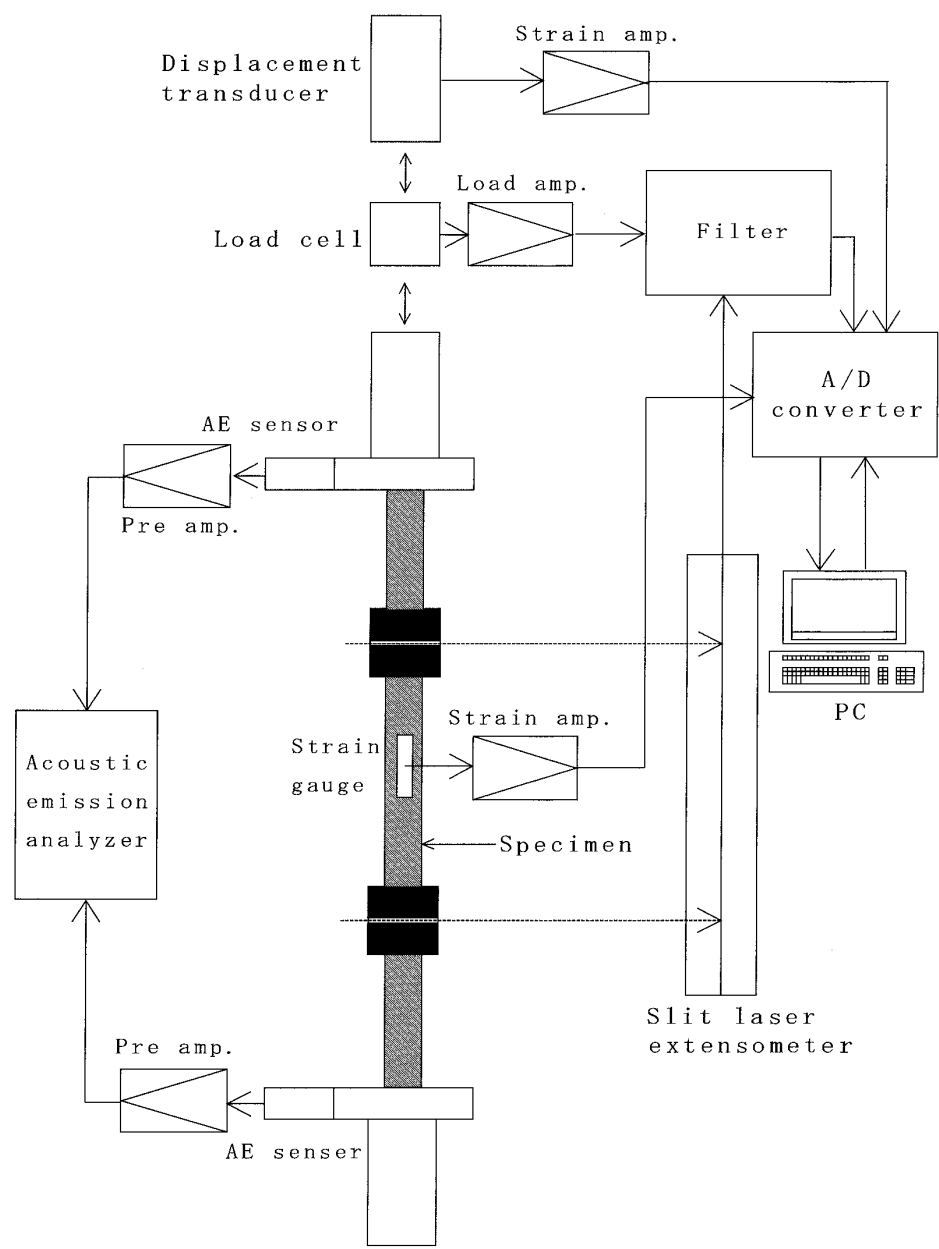 Strain amp.
Displacement
transducer
Load amp.
Load cell
Filter
A/D
converter
AE sensor
Pre amp.
PC
Strain amp.
Strain
gauge
Acoustic
emission
analyzer
Specimen
Slit laser
extensometer
Pre amp.
AE senser